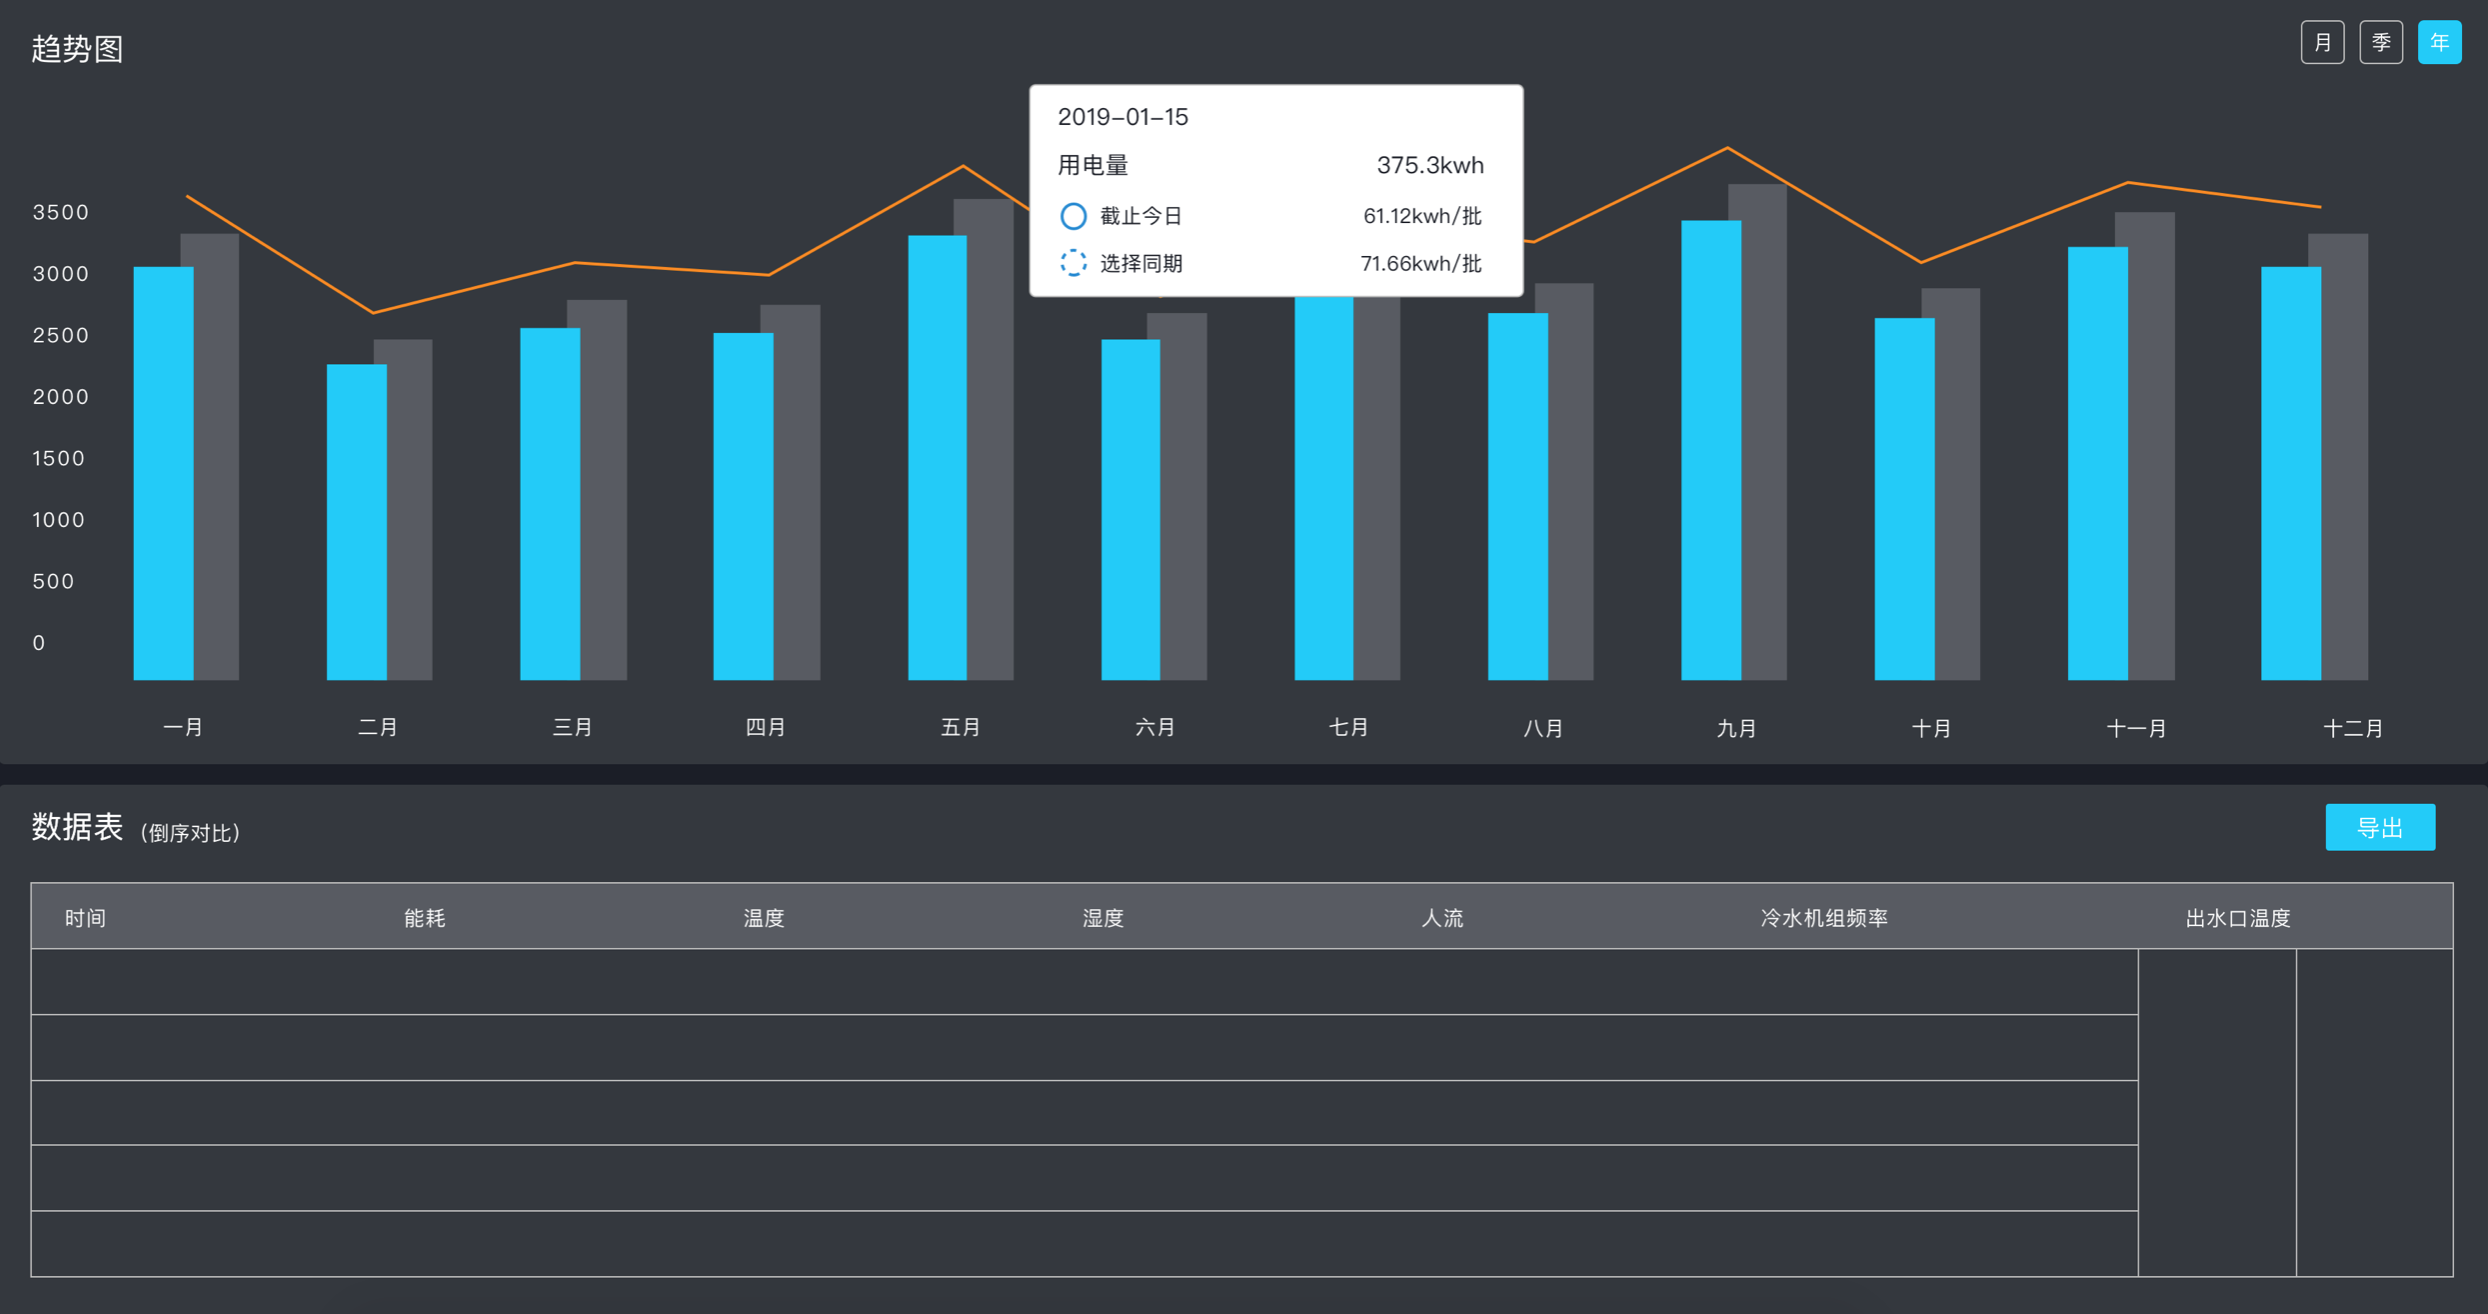 趋势图
月 季 年
2019-01-15
用电量 375.3kwh
截止今日 61.12kwh/批
选择同期 71.66kwh/批
3500
3000
2500
2000
1500
1000
500
0
一月 二月 三月 四月 五月 六月 七月 八月 九月 十月 十一月 十二月
数据表 (倒序对比)
导出
时间 能耗 温度 湿度 人流 冷水机组频率 出水口温度